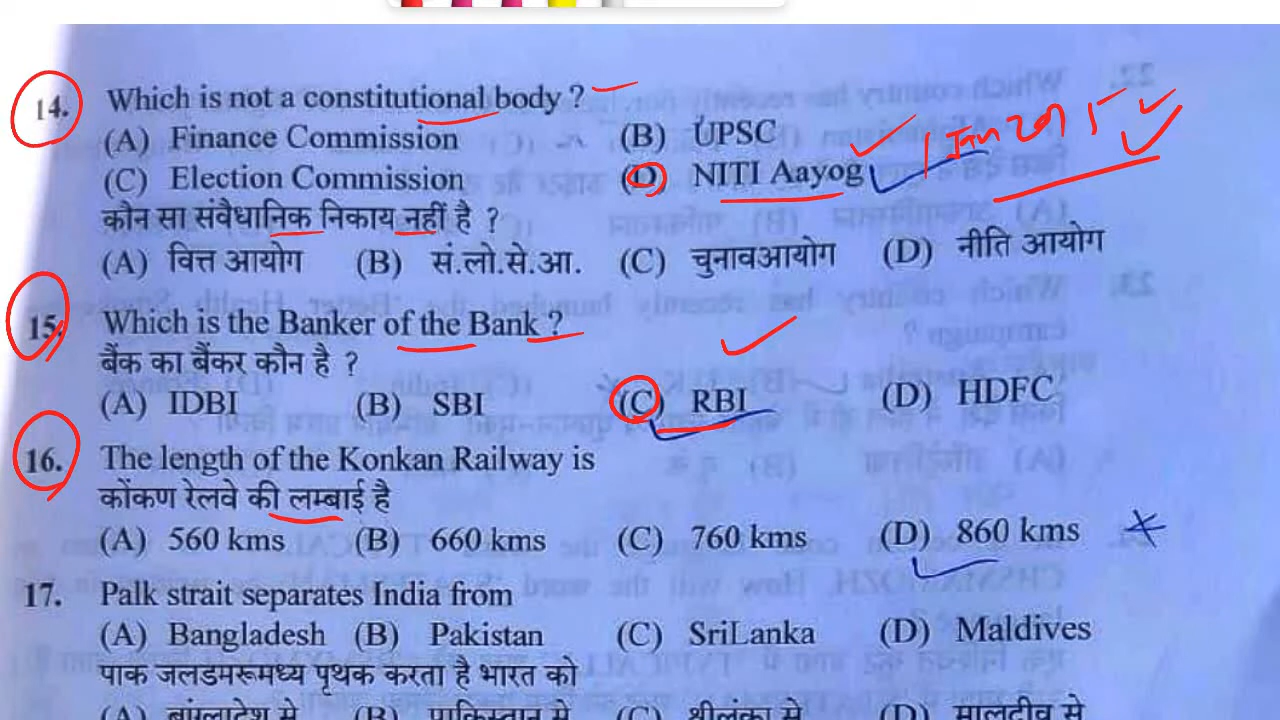 14. Which is not a constitutional body ?
(A) Finance Commission (B) UPSC
(C) Election Commission (D) NITI Aayog 1 Jan 2015
कौन सा संवैधानिक निकाय नहीं है ?
(A) वित्त आयोग (B) सं.लो.से.आ. (C) चुनावआयोग (D) नीति आयोग
15. Which is the Banker of the Bank ?
बैंक का बैंकर कौन है ?
(A) IDBI (B) SBI (C) RBI (D) HDFC
16. The length of the Konkan Railway is
कोंकण रेलवे की लम्बाई है
(A) 560 kms (B) 660 kms (C) 760 kms (D) 860 kms
17. Palk strait separates India from
(A) Bangladesh (B) Pakistan (C) SriLanka (D) Maldives
पाक जलडमरूमध्य पृथक करता है भारत को
(A) बंगलादेश से (B) पाकिस्तान से (C) श्रीलंका से (D) मालदीव से